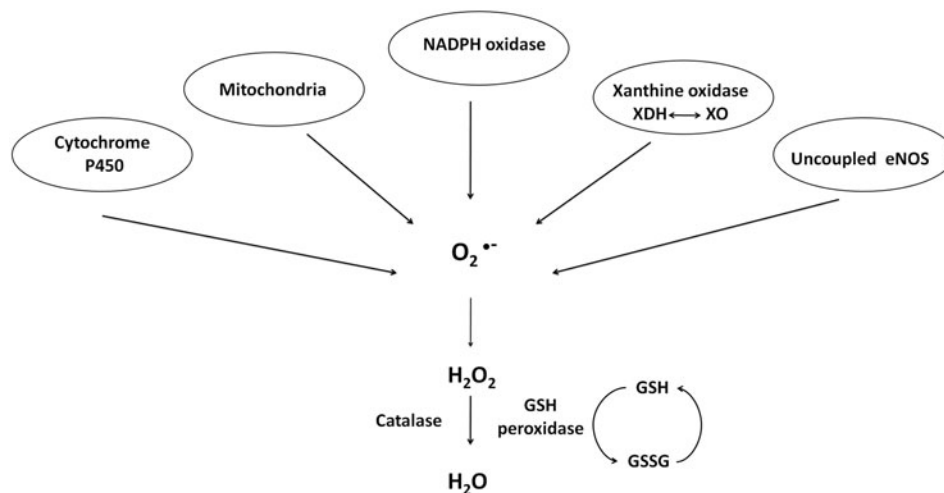 NADPH oxidase
Mitochondria
Xanthine oxidase
XDH⟷XO
Cytochrome
P450
Uncoupled eNOS
O₂•-
H₂O₂
Catalase
GSH
peroxidase
GSH
GSSG
H₂O